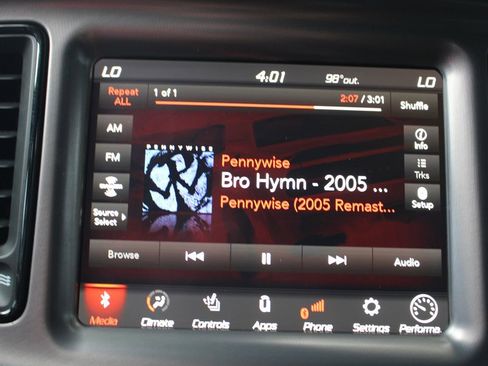 LO 4:01 98° out. LO
Repeat ALL 1 of 1 2:07 / 3:01 Shuffle
AM
FM
Source Select
PENNYWISE
Pennywise
Bro Hymn - 2005 ...
Pennywise (2005 Remast...
Info
Trks
Setup
Browse Audio
Media Climate Controls Apps Phone Settings Performa